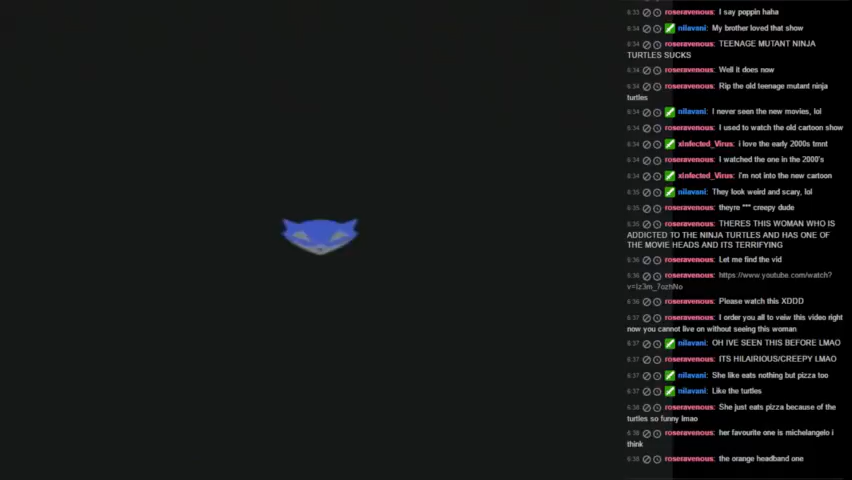 6:33 roseravenous: I say poppin haha
6:34 nilavani: My brother loved that show
6:34 roseravenous: TEENAGE MUTANT NINJA
TURTLES SUCKS
6:34 roseravenous: Well it does now
6:34 roseravenous: Rip the old teenage mutant ninja
turtles
6:34 nilavani: I never seen the new movies, lol
6:34 roseravenous: I used to watch the old cartoon show
6:34 xInfected_Virus: i love the early 2000s tmnt
6:34 roseravenous: I watched the one in the 2000's
6:34 xInfected_Virus: I'm not into the new cartoon
6:35 nilavani: They look weird and scary, lol
6:35 roseravenous: theyre *** creepy dude
6:35 roseravenous: THERES THIS WOMAN WHO IS
ADDICTED TO THE NINJA TURTLES AND HAS ONE OF
THE MOVIE HEADS AND ITS TERRIFYING
6:36 roseravenous: Let me find the vid
6:36 roseravenous: https://www.youtube.com/watch?
6:36 roseravenous: Please watch this XDDD
6:37 roseravenous: I order you all to veiw this video right
now you cannot live on without seeing this woman
6:37 nilavani: OH IVE SEEN THIS BEFORE LMAO
6:37 roseravenous: ITS HILAIRIOUS/CREEPY LMAO
6:37 nilavani: She like eats nothing but pizza too
6:37 nilavani: Like the turtles
6:38 roseravenous: She just eats pizza because of the
turtles so funny lmao
6:38 roseravenous: her favourite one is michelangelo i
think
6:38 roseravenous: the orange headband one